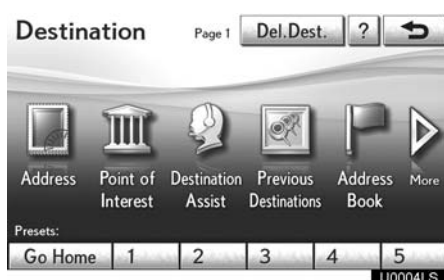 Destination Page 1 Del.Dest. ?
Address Point of Interest Destination Assist Previous Destinations Address Book More
Presets:
Go Home 1 2 3 4 5
U0004LS